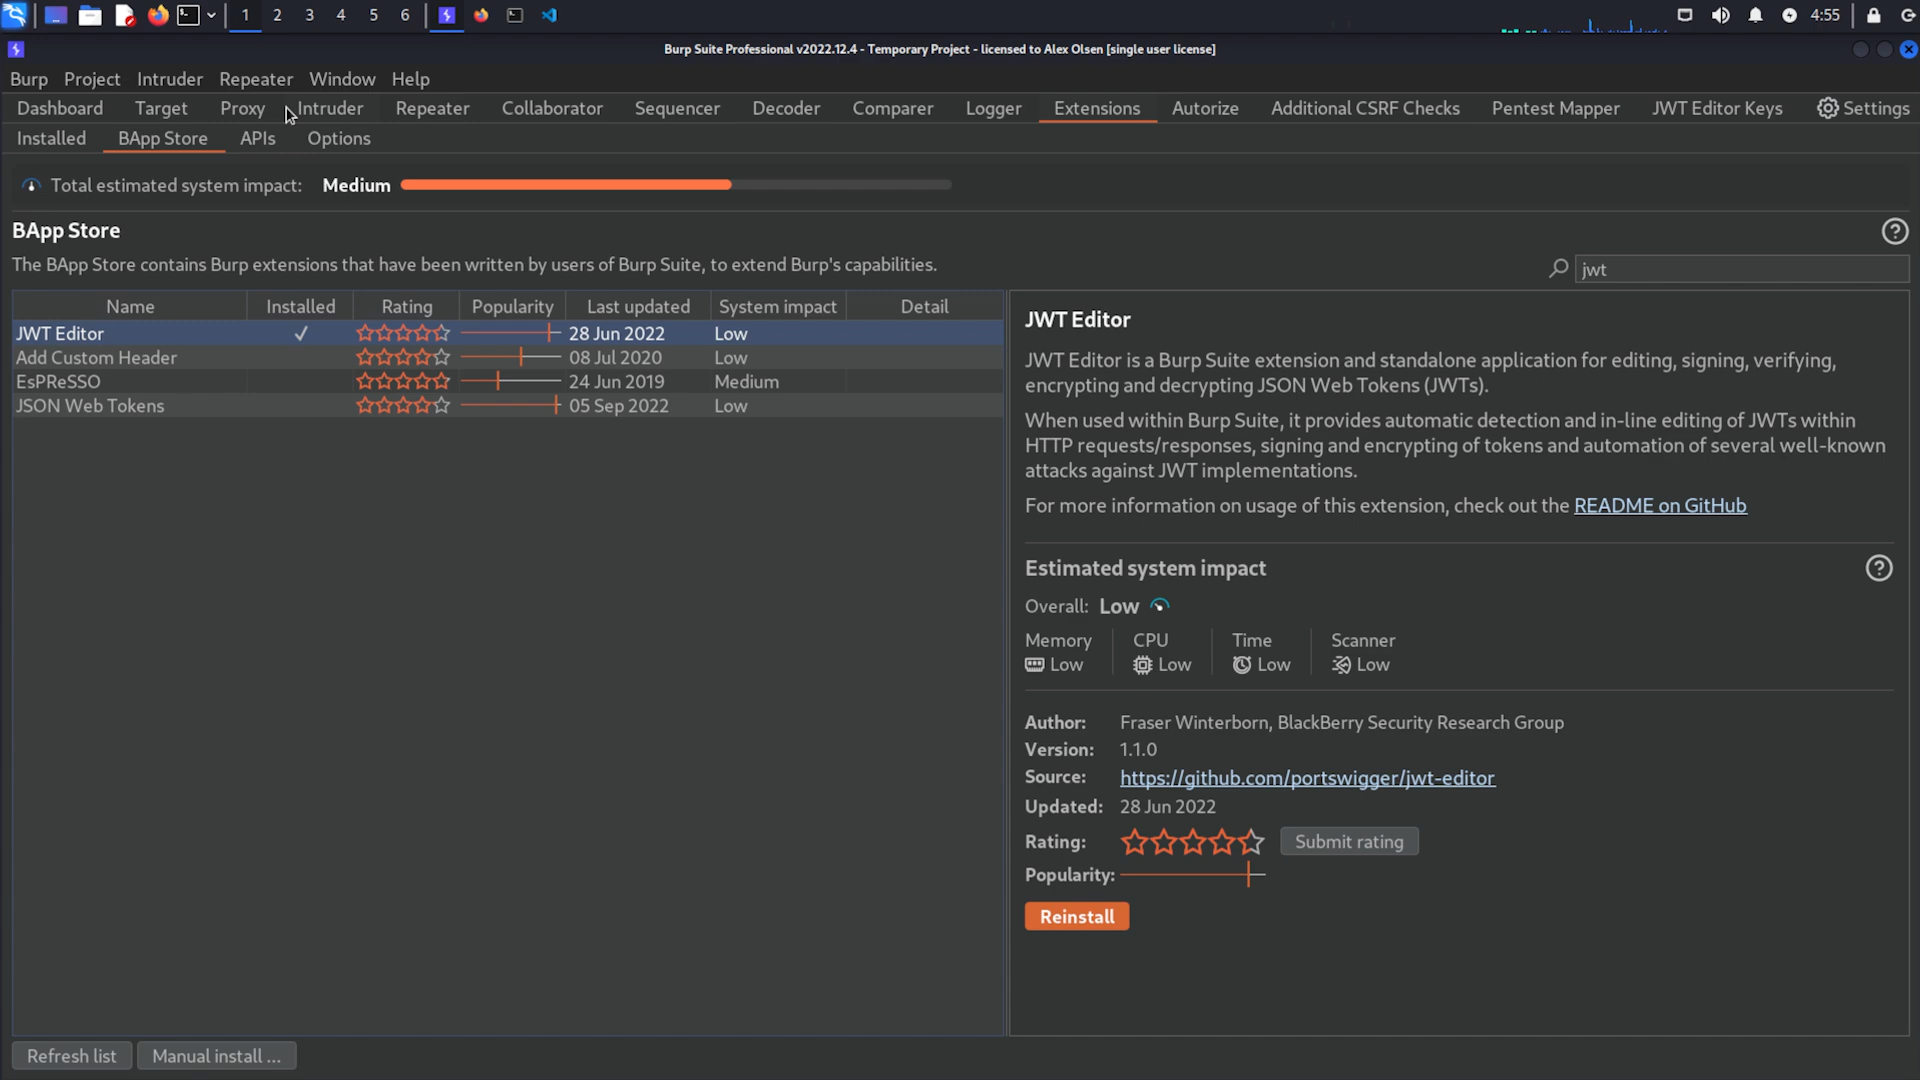 1 2 3 4 5 6 4:55
Burp Suite Professional v2022.12.4 - Temporary Project - licensed to Alex Olsen [single user license]
Burp Project Intruder Repeater Window Help
Dashboard Target Proxy Intruder Repeater Collaborator Sequencer Decoder Comparer Logger Extensions Autorize Additional CSRF Checks Pentest Mapper JWT Editor Keys Settings
Installed BApp Store APIs Options
Total estimated system impact: Medium
BApp Store
The BApp Store contains Burp extensions that have been written by users of Burp Suite, to extend Burp's capabilities.
jwt
Name Installed Rating Popularity Last updated System impact Detail
JWT Editor 28 Jun 2022 Low
Add Custom Header 08 Jul 2020 Low
EsPReSSO 24 Jun 2019 Medium
JSON Web Tokens 05 Sep 2022 Low
JWT Editor
JWT Editor is a Burp Suite extension and standalone application for editing, signing, verifying,
encrypting and decrypting JSON Web Tokens (JWTs).
When used within Burp Suite, it provides automatic detection and in-line editing of JWTs within
HTTP requests/responses, signing and encrypting of tokens and automation of several well-known
attacks against JWT implementations.
For more information on usage of this extension, check out the README on GitHub
Estimated system impact
Overall: Low
Memory CPU Time Scanner
Low Low Low Low
Author: Fraser Winterborn, BlackBerry Security Research Group
Version: 1.1.0
Source: https://github.com/portswigger/jwt-editor
Updated: 28 Jun 2022
Rating: Submit rating
Popularity:
Reinstall
Refresh list Manual install ...